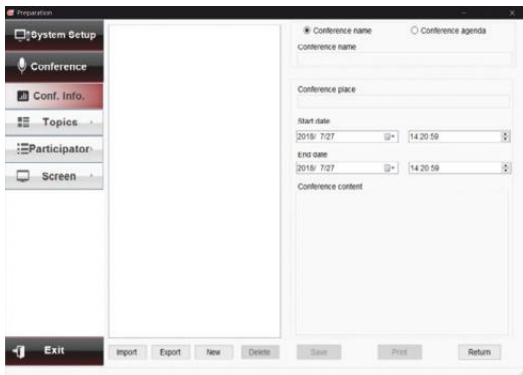 Preparation
System Setup
Conference
Conf. Info.
Topics
Participator
Screen
Exit
Import Export New Delete
Conference name Conference agenda
Conference name
Conference place
Start date
2018/ 7/27 14:20:59
End date
2018/ 7/27 14:20:59
Conference content
Save Print Return